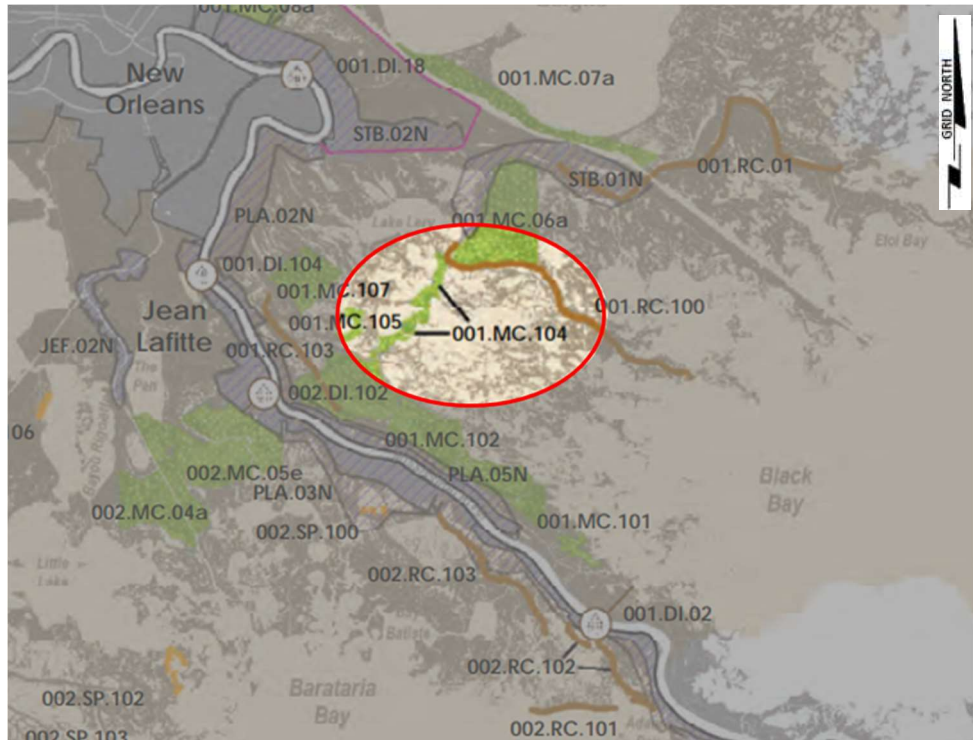 001.MC.08a
New
Orleans
001.DI.18
001.MC.07a
GRID NORTH
STB.02N
STB.01N
001.RC.01
PLA.02N
001.MC.06a
Eloi Bay
001.DI.104
001.MC.107
001.RC.100
Jean
Lafitte
001.MC.105
001.MC.104
JEF.02N
001.RC.103
The
Pen
002.DI.102
106
001.MC.102
002.MC.05e
PLA.05N
Black
Bay
PLA.03N
002.MC.04a
001.MC.101
002.SP.100
Little
Lake
002.RC.103
001.DI.02
002.RC.102
002.SP.102
Barataria
Bay
002.RC.101
002.SP.103